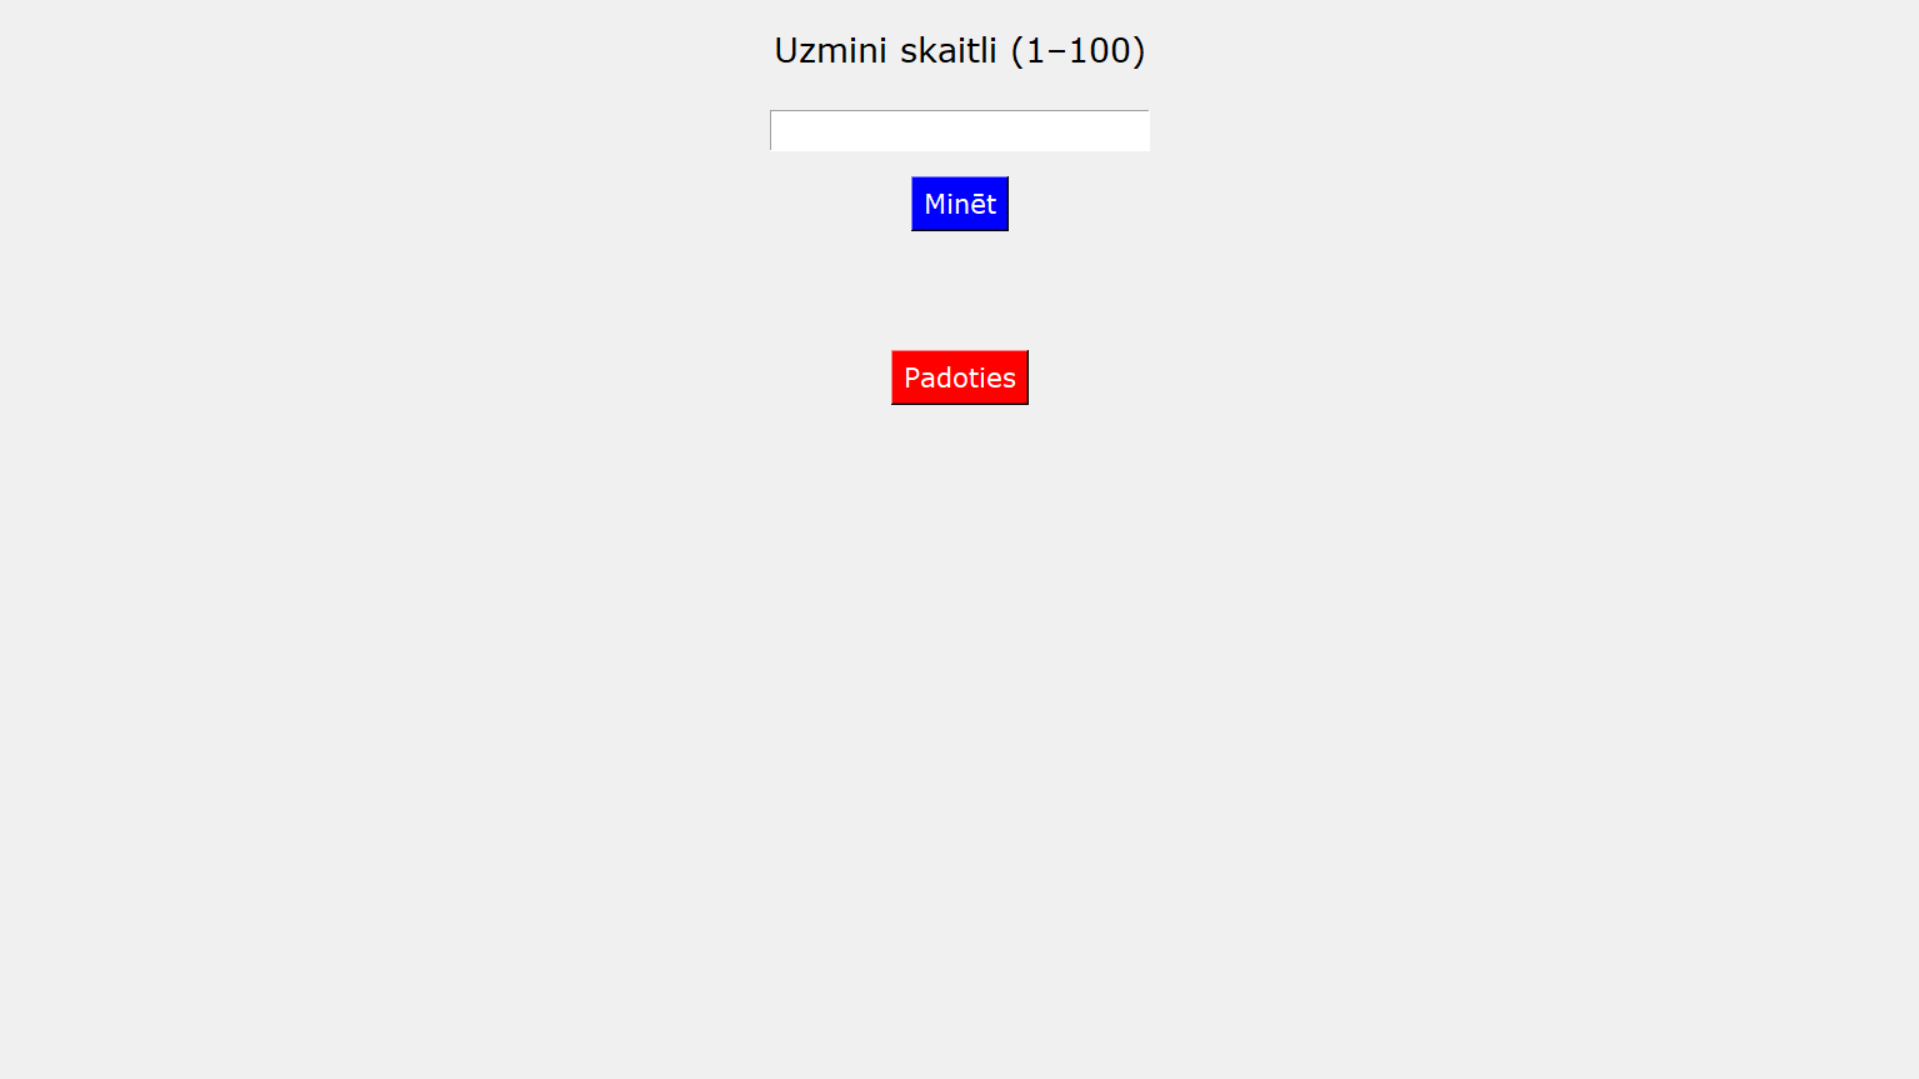 Uzmini skaitli (1–100)
Minēt
Padoties